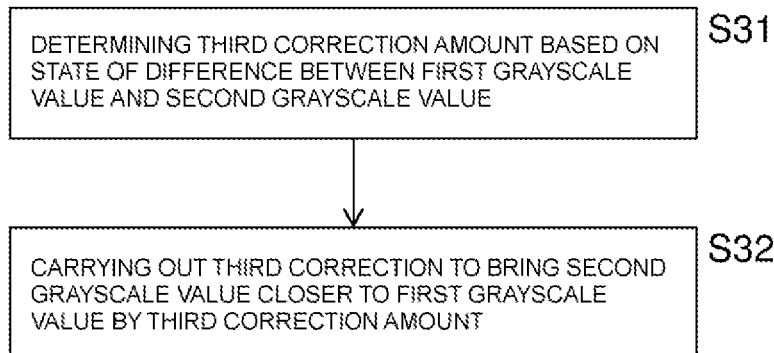 S31
DETERMINING THIRD CORRECTION AMOUNT BASED ON
STATE OF DIFFERENCE BETWEEN FIRST GRAYSCALE
VALUE AND SECOND GRAYSCALE VALUE
S32
CARRYING OUT THIRD CORRECTION TO BRING SECOND
GRAYSCALE VALUE CLOSER TO FIRST GRAYSCALE
VALUE BY THIRD CORRECTION AMOUNT